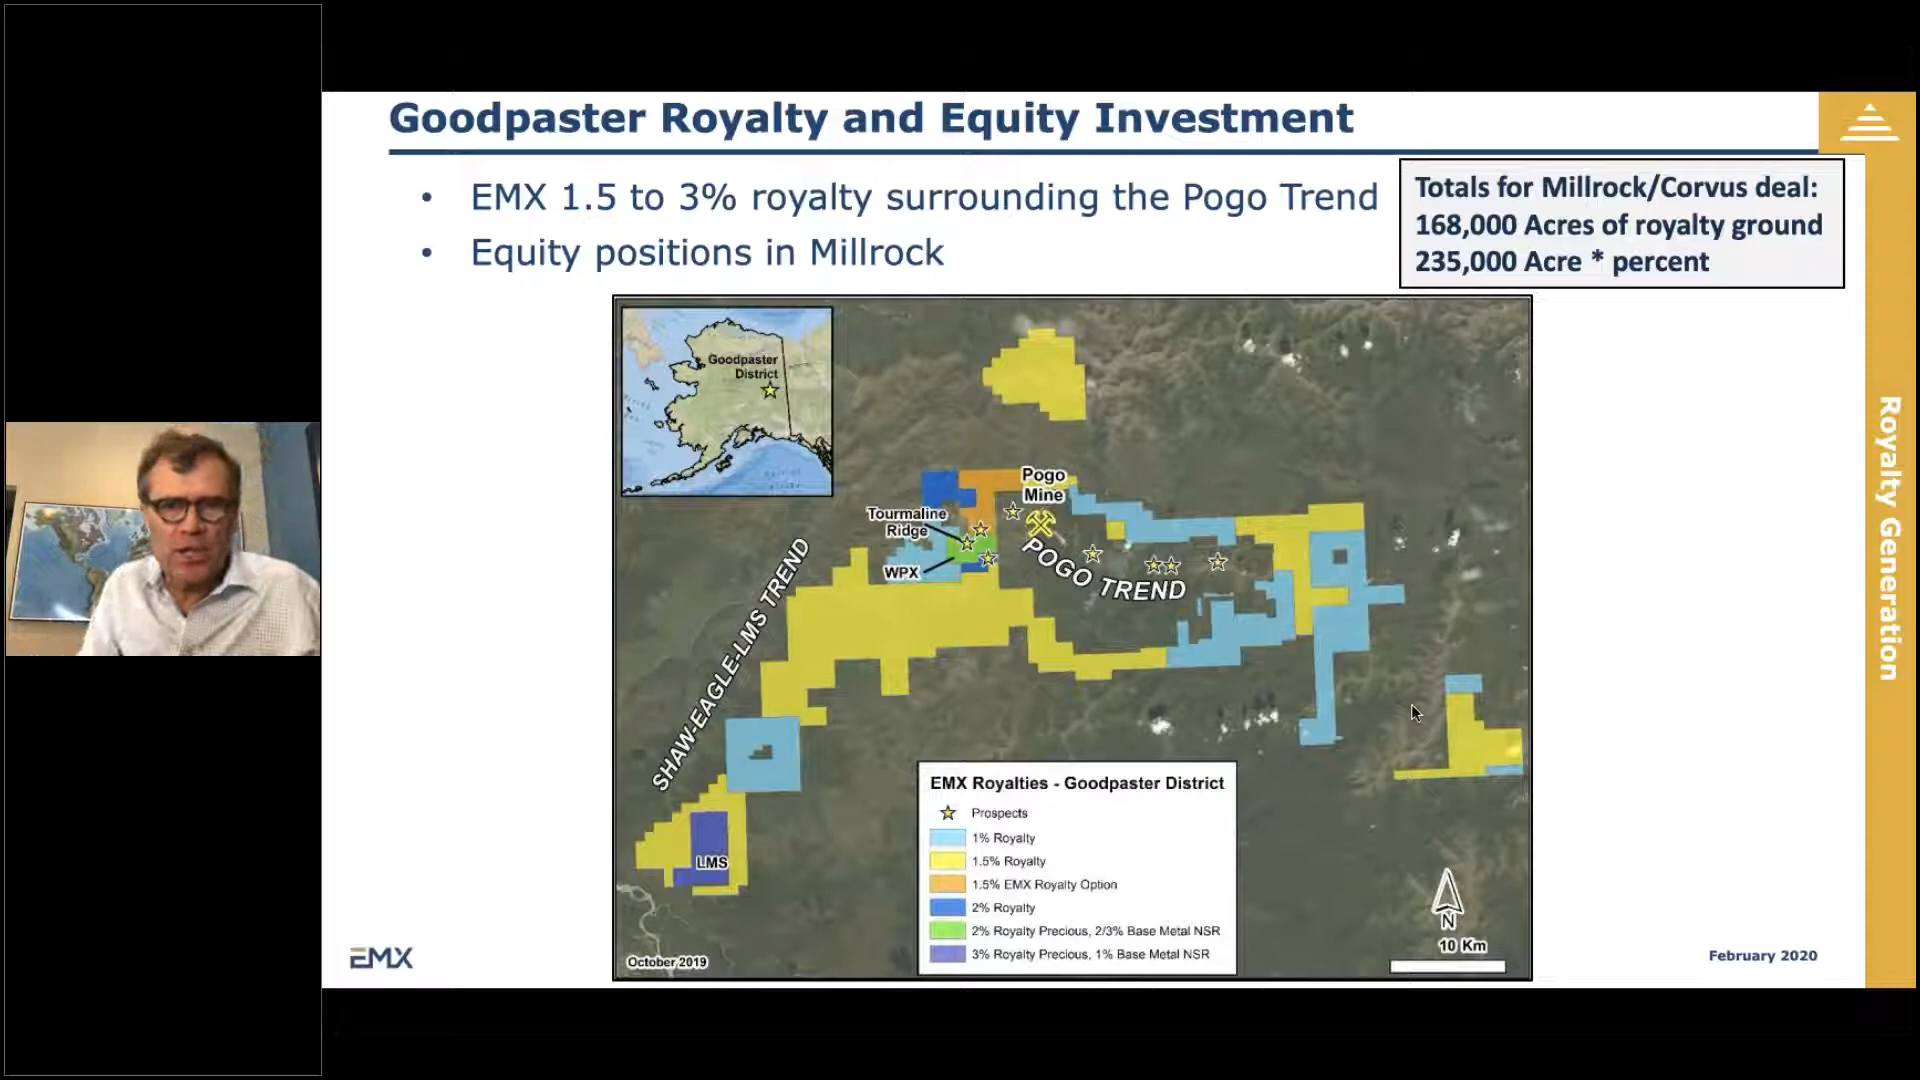 Goodpaster Royalty and Equity Investment
• EMX 1.5 to 3% royalty surrounding the Pogo Trend
• Equity positions in Millrock
Totals for Millrock/Corvus deal:
168,000 Acres of royalty ground
235,000 Acre * percent
Goodpaster
District
Pogo
Mine
Tourmaline
Ridge
WPX
POGO TREND
SHAW-EAGLE-LMS TREND
LMS
EMX Royalties - Goodpaster District
Prospects
1% Royalty
1.5% Royalty
1.5% EMX Royalty Option
2% Royalty
2% Royalty Precious, 2/3% Base Metal NSR
3% Royalty Precious, 1% Base Metal NSR
N
10 Km
October 2019
EMX
February 2020
Royalty Generation